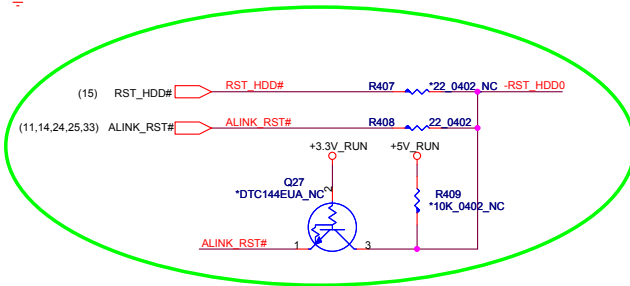 (15) RST_HDD# RST_HDD# R407 *22_0402_NC -RST_HDD0
(11,14,24,25,33) ALINK_RST# ALINK_RST# R408 22_0402
+3.3V_RUN +5V_RUN
Q27
*DTC144EUA_NC 2
R409
*10K_0402_NC
ALINK_RST# 1 3